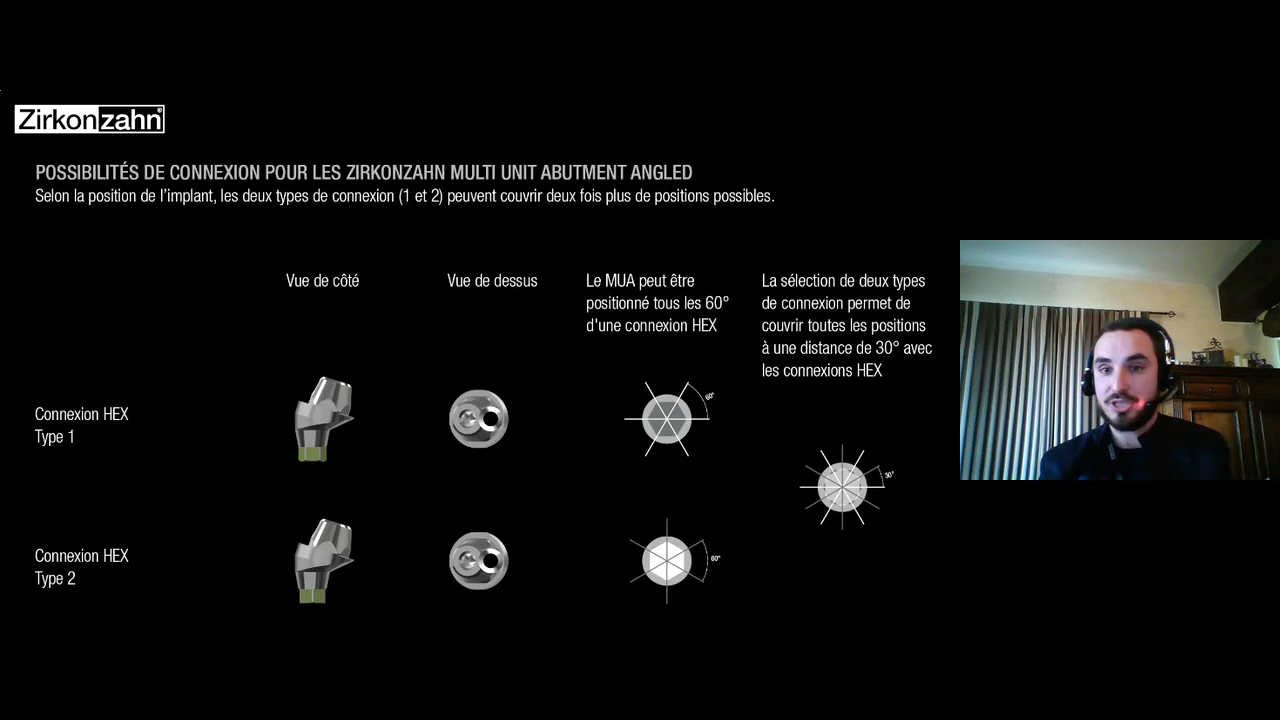 Zirkonzahn®
POSSIBILITÉS DE CONNEXION POUR LES ZIRKONZAHN MULTI UNIT ABUTMENT ANGLED
Selon la position de l'implant, les deux types de connexion (1 et 2) peuvent couvrir deux fois plus de positions possibles.
Vue de côté
Vue de dessus
Le MUA peut être
positionné tous les 60°
d'une connexion HEX
La sélection de deux types
de connexion permet de
couvrir toutes les positions
à une distance de 30° avec
les connexions HEX
Connexion HEX
Type 1
60°
30°
Connexion HEX
Type 2
60°